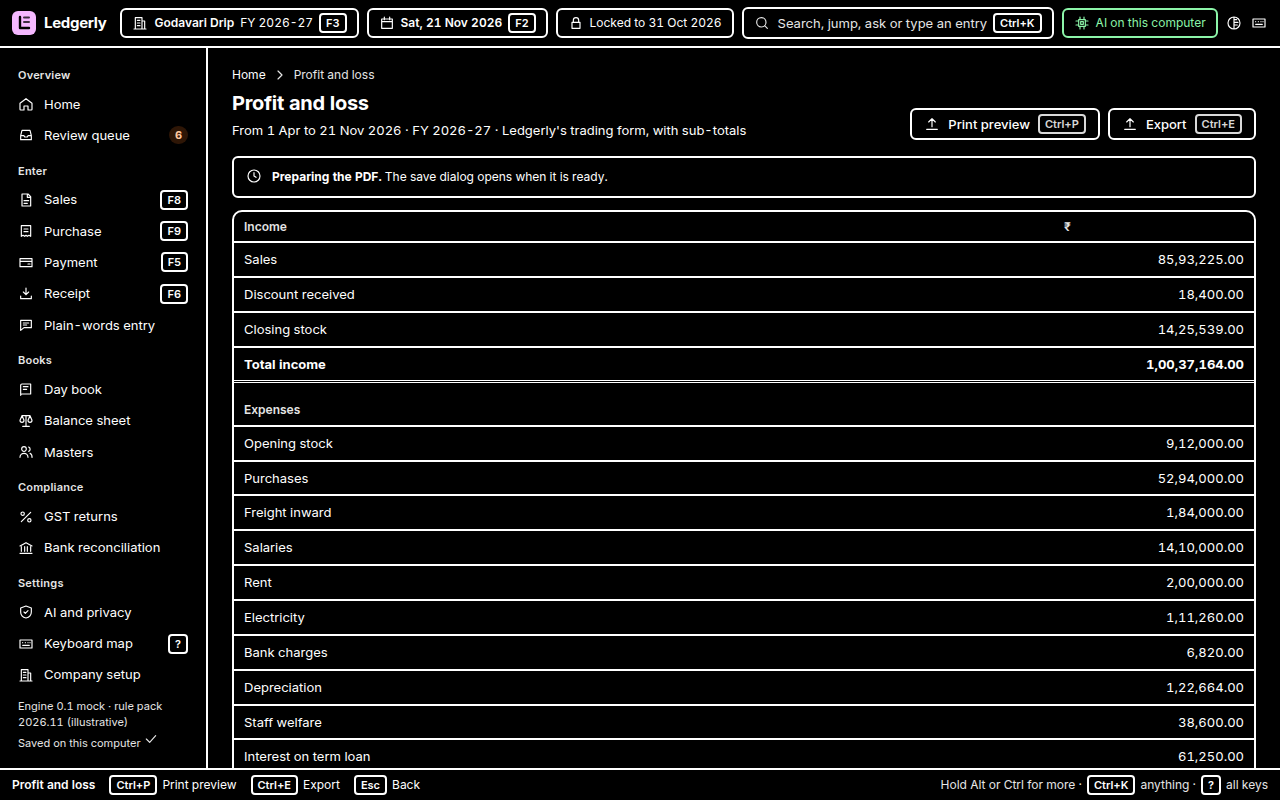 Ledgerly
Godavari Drip FY 2026-27 F3
Sat, 21 Nov 2026 F2
Locked to 31 Oct 2026
Search, jump, ask or type an entry Ctrl+K
AI on this computer
Overview
Home
Review queue 6
Enter
Sales F8
Purchase F9
Payment F5
Receipt F6
Plain-words entry
Books
Day book
Balance sheet
Masters
Compliance
GST returns
Bank reconciliation
Settings
AI and privacy
Keyboard map ?
Company setup
Engine 0.1 mock · rule pack
2026.11 (illustrative)
Saved on this computer
Home Profit and loss
Profit and loss
From 1 Apr to 21 Nov 2026 · FY 2026-27 · Ledgerly's trading form, with sub-totals
Print preview Ctrl+P
Export Ctrl+E
Preparing the PDF. The save dialog opens when it is ready.
Income ₹
Sales 85,93,225.00
Discount received 18,400.00
Closing stock 14,25,539.00
Total income 1,00,37,164.00
Expenses
Opening stock 9,12,000.00
Purchases 52,94,000.00
Freight inward 1,84,000.00
Salaries 14,10,000.00
Rent 2,00,000.00
Electricity 1,11,260.00
Bank charges 6,820.00
Depreciation 1,22,664.00
Staff welfare 38,600.00
Interest on term loan 61,250.00
Profit and loss Ctrl+P Print preview Ctrl+E Export Esc Back
Hold Alt or Ctrl for more · Ctrl+K anything · ? all keys